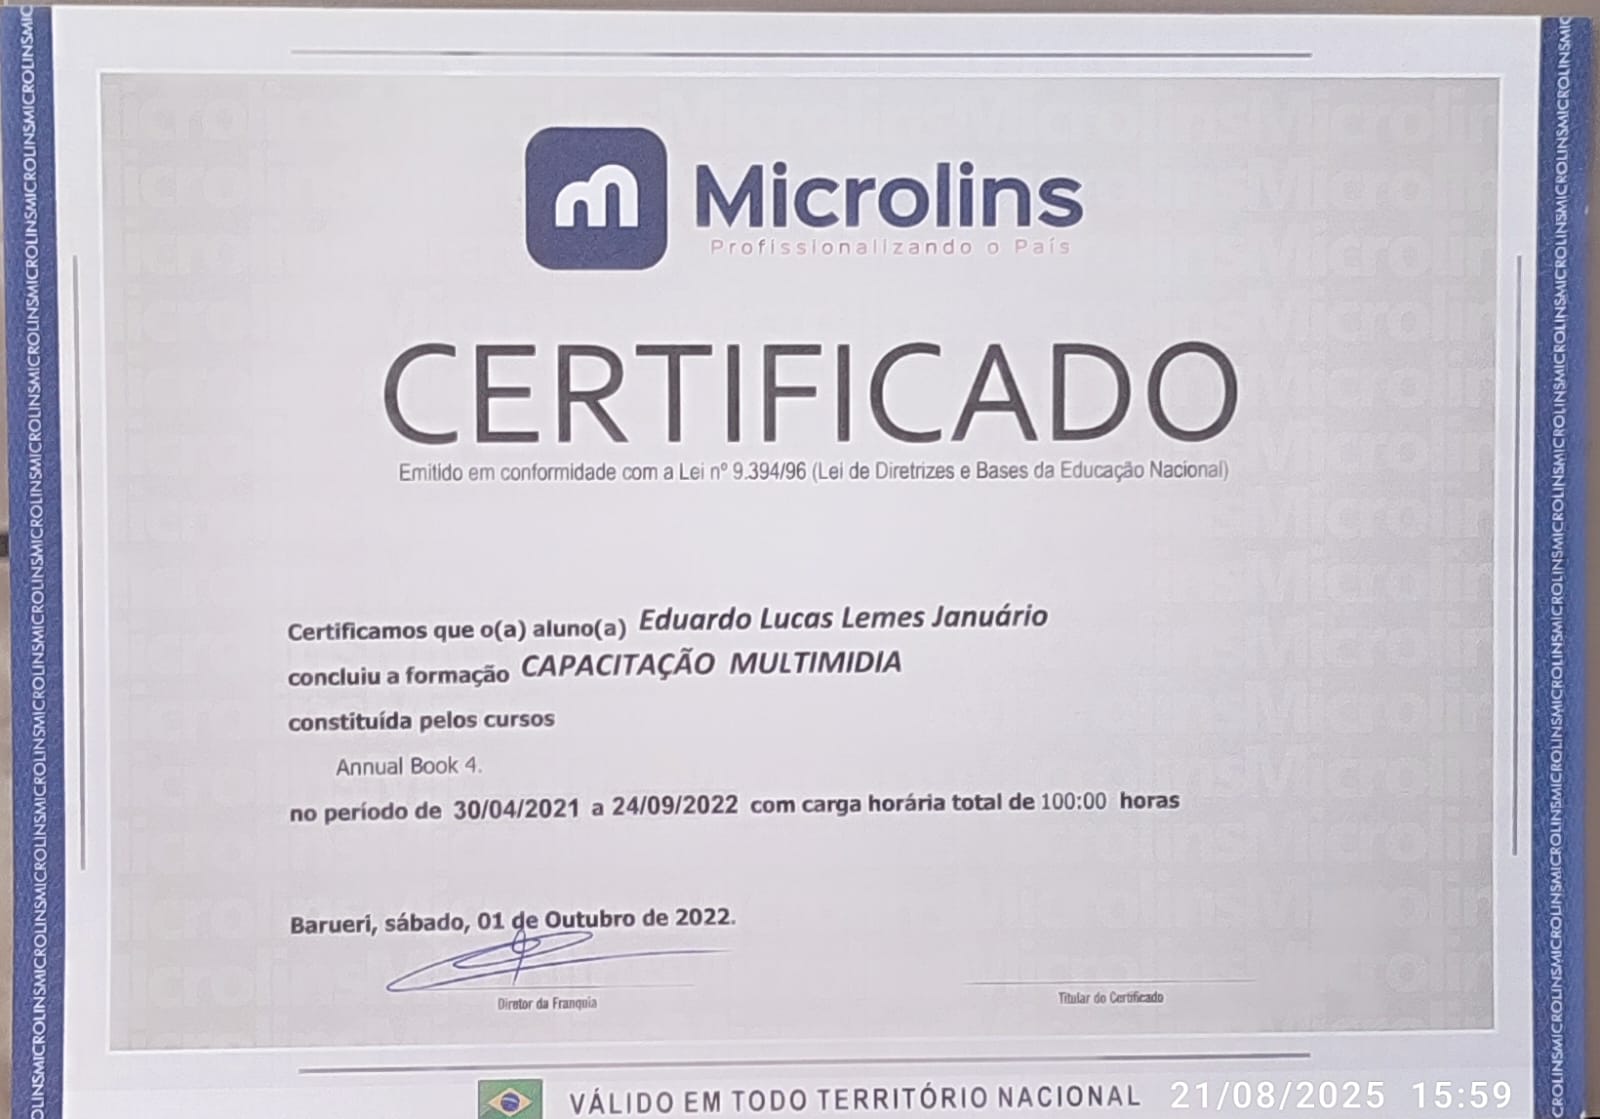 Microlins
Profissionalizando o País
CERTIFICADO
Emitido em conformidade com a Lei nº 9.394/96 (Lei de Diretrizes e Bases da Educação Nacional)
Certificamos que o(a) aluno(a) Eduardo Lucas Lemes Januário
concluiu a formação CAPACITAÇÃO MULTIMIDIA
constituída pelos cursos
Annual Book 4.
no período de 30/04/2021 a 24/09/2022 com carga horária total de 100:00 horas
Barueri, sábado, 01 de Outubro de 2022.
Diretor da Franquia
Titular do Certificado
VÁLIDO EM TODO TERRITÓRIO NACIONAL
21/08/2025 15:59